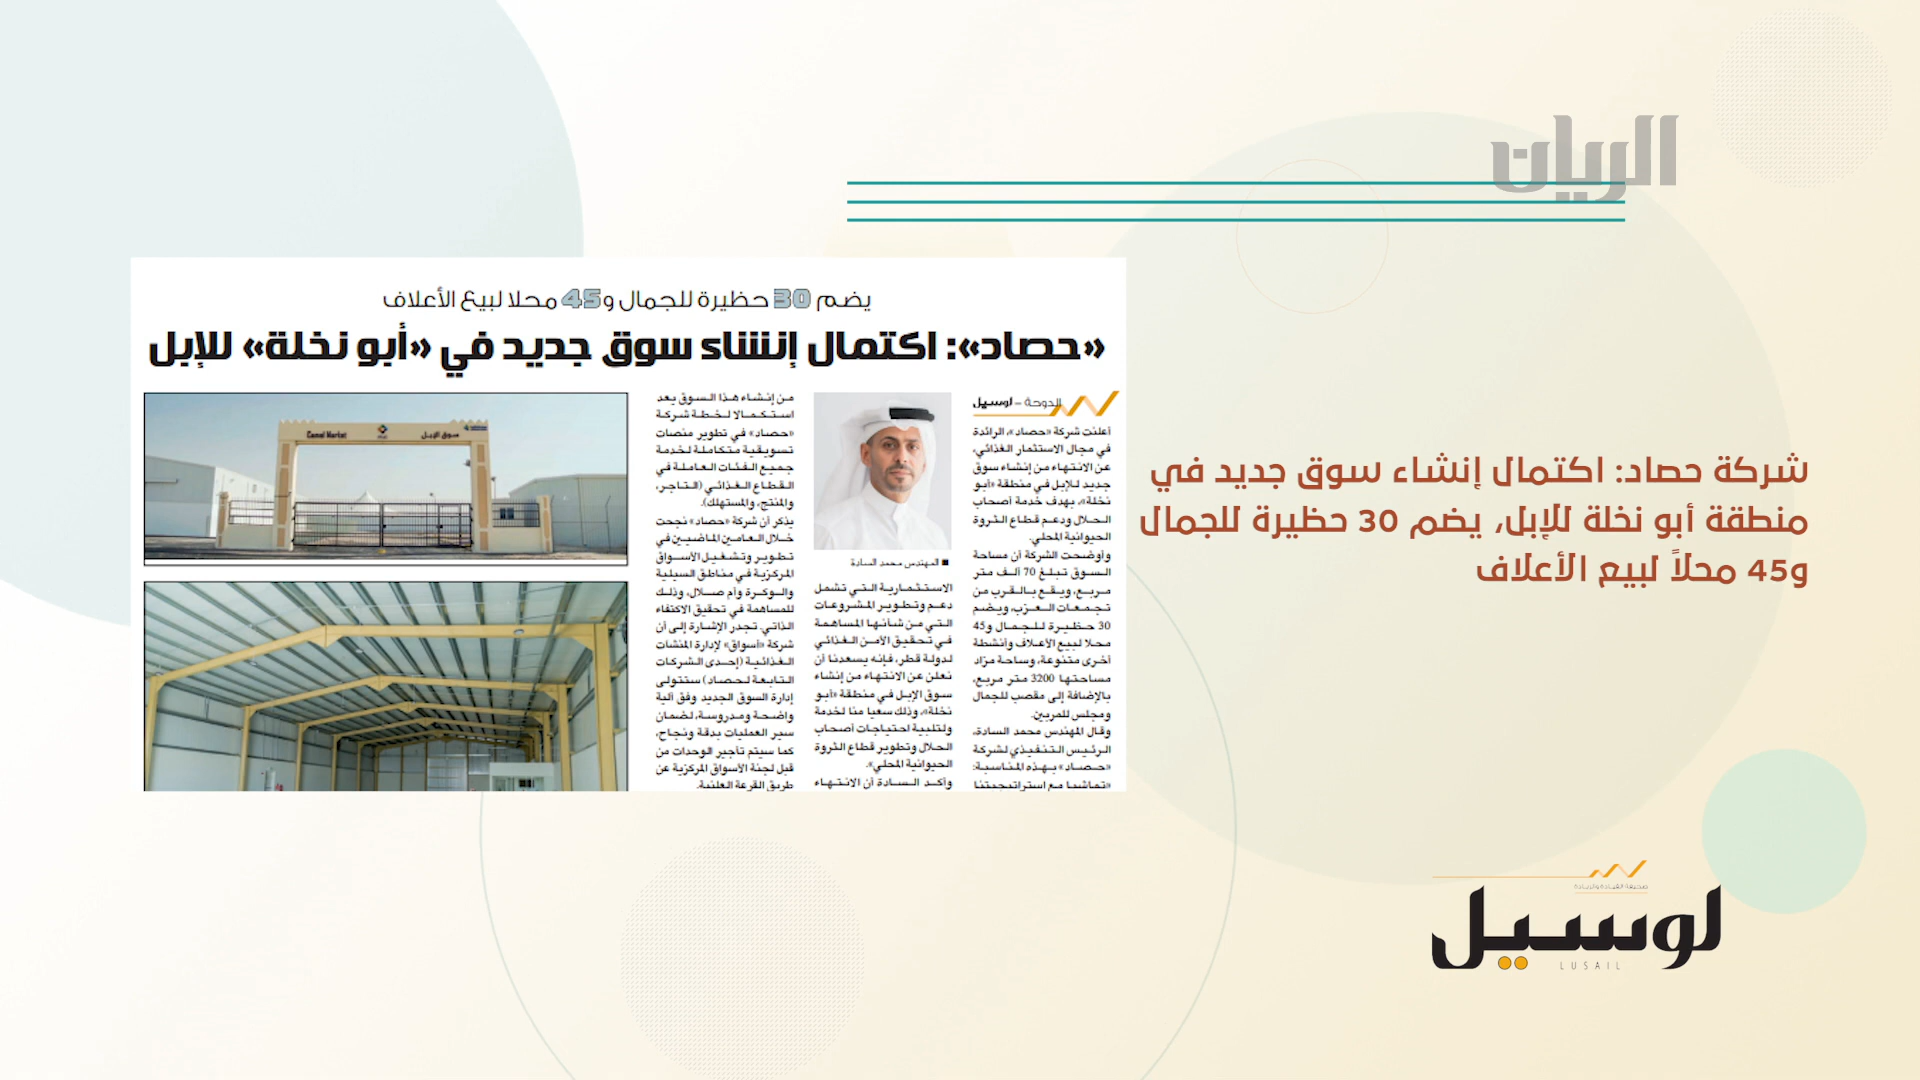 الريان
يضم 30 حظيرة للجمال و45 محلا لبيع الأعلاف
«حصاد»: اكتمال إنشاء سوق جديد في «أبو نخلة» للإبل
الدوحة - لوسيل
أعلنت شركة «حصاد»، الرائدة
في مجال الاستثمار الغذائي،
عن الانتهاء من إنشاء سوق
جديد للإبل في منطقة «أبو
نخلة»، بهدف خدمة أصحاب
الحلال ودعم قطاع الثروة
الحيوانية المحلي.
وأوضحت الشركة أن مساحة
السوق تبلغ 70 ألف متر
مربع، ويقع بالقرب من
تجمعات العزب، ويضم
30 حظيرة للجمال و45
محلا لبيع الأعلاف وأنشطة
أخرى متنوعة، وساحة مزاد
مساحتها 3200 متر مربع،
بالإضافة إلى مقصب للجمال
ومجلس للمربين.
وقال المهندس محمد السادة،
الرئيس التنفيذي لشركة
«حصاد» بهذه المناسبة:
«تماشيا مع استراتيجيتنا
المهندس محمد السادة
الاستثمارية التي تشمل
دعم وتطوير المشروعات
التي من شأنها المساهمة
في تحقيق الأمن الغذائي
لدولة قطر، فإنه يسعدنا أن
نعلن عن الانتهاء من إنشاء
سوق الإبل في منطقة «أبو
نخلة»، وذلك سعيا منا لخدمة
ولتلبية احتياجات أصحاب
الحلال وتطوير قطاع الثروة
الحيوانية المحلي».
وأكد السادة أن الانتهاء
من إنشاء هذا السوق يعد
استكمالا لخطة شركة
«حصاد» في تطوير منصات
تسويقية متكاملة لخدمة
جميع الفئات العاملة في
القطاع الغذائي (التاجر،
والمنتج، والمستهلك).
يذكر أن شركة «حصاد» نجحت
خلال العامين الماضيين في
تطوير وتشغيل الأسواق
المركزية في مناطق السيلية
والوكرة وأم صلال، وذلك
للمساهمة في تحقيق الاكتفاء
الذاتي. تجدر الإشارة إلى أن
شركة «أسواق» لإدارة المنشآت
الغذائية (إحدى الشركات
التابعة لحصاد) ستتولى
إدارة السوق الجديد وفق آلية
واضحة ومدروسة، لضمان
سير العمليات بدقة ونجاح،
كما سيتم تأجير الوحدات من
قبل لجنة الأسواق المركزية عن
طريق القرعة العلنية.
Camel Market
سوق الإبل
شركة حصاد: اكتمال إنشاء سوق جديد في
منطقة أبو نخلة للإبل، يضم 30 حظيرة للجمال
و45 محلاً لبيع الأعلاف
صحيفة القيادة والريادة
لوسيل
LUSAIL